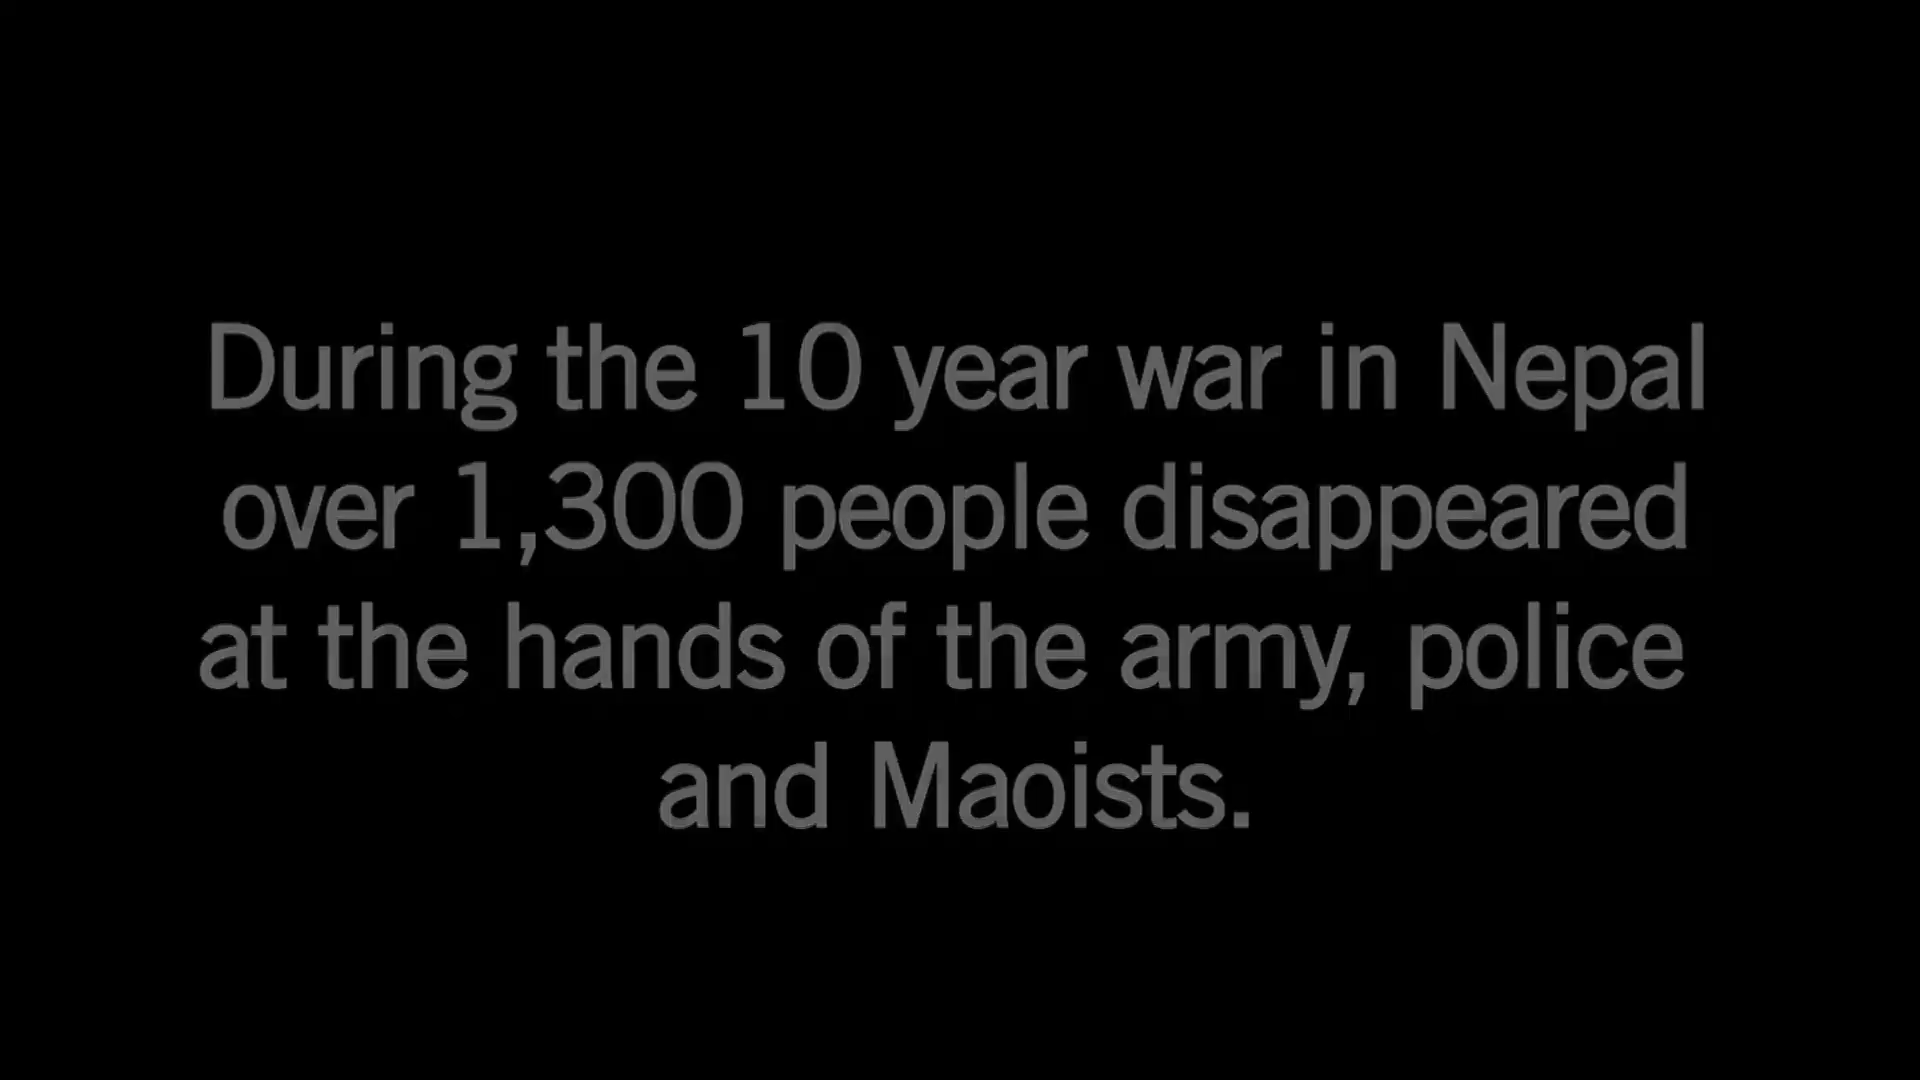 During the 10 year war in Nepal
over 1,300 people disappeared
at the hands of the army, police
and Maoists.